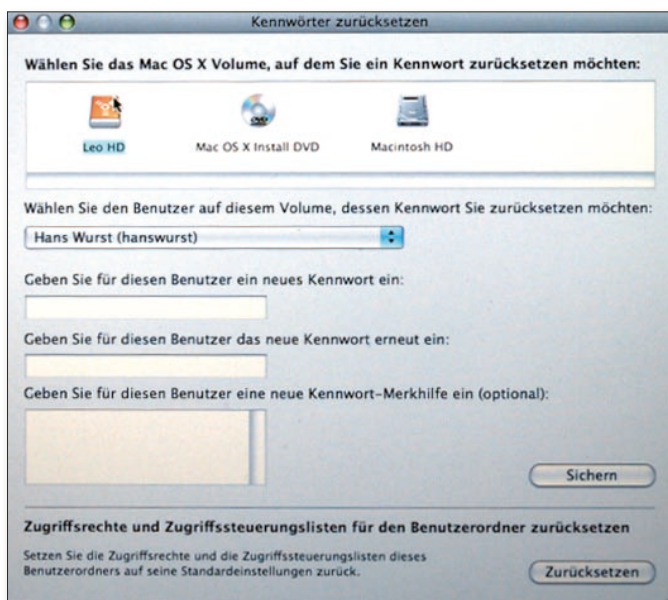 Kennwörter zurücksetzen
Wählen Sie das Mac OS X Volume, auf dem Sie ein Kennwort zurücksetzen möchten:
Leo HD
Mac OS X Install DVD
Macintosh HD
Wählen Sie den Benutzer auf diesem Volume, dessen Kennwort Sie zurücksetzen möchten:
Hans Wurst (hanswurst)
Geben Sie für diesen Benutzer ein neues Kennwort ein:
Geben Sie für diesen Benutzer das neue Kennwort erneut ein:
Geben Sie für diesen Benutzer eine neue Kennwort-Merkhilfe ein (optional):
Sichern
Zugriffsrechte und Zugriffssteuerungslisten für den Benutzerordner zurücksetzen
Setzen Sie die Zugriffsrechte und die Zugriffssteuerungslisten dieses
Benutzerordners auf seine Standardeinstellungen zurück.
Zurücksetzen